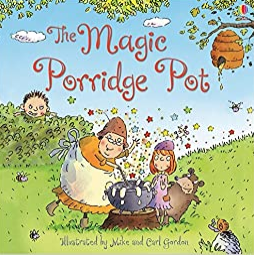 The Magic
Porridge Pot
Illustrated by Mike and Carl Gordon